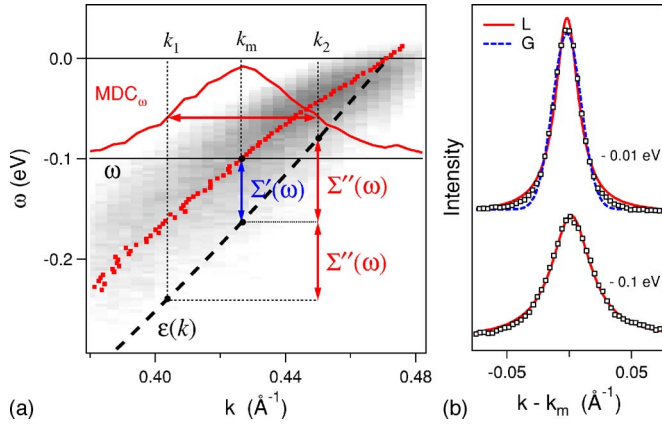 k1 km k2
0.0
MDCω
ω (eV)
-0.1
ω
Σ′(ω)
Σ′′(ω)
-0.2
Σ′′(ω)
ε(k)
0.40 0.44 0.48
(a) k (Å-1)
L
G
Intensity
- 0.01 eV
- 0.1 eV
-0.05 0 0.05
(b) k - km (Å-1)